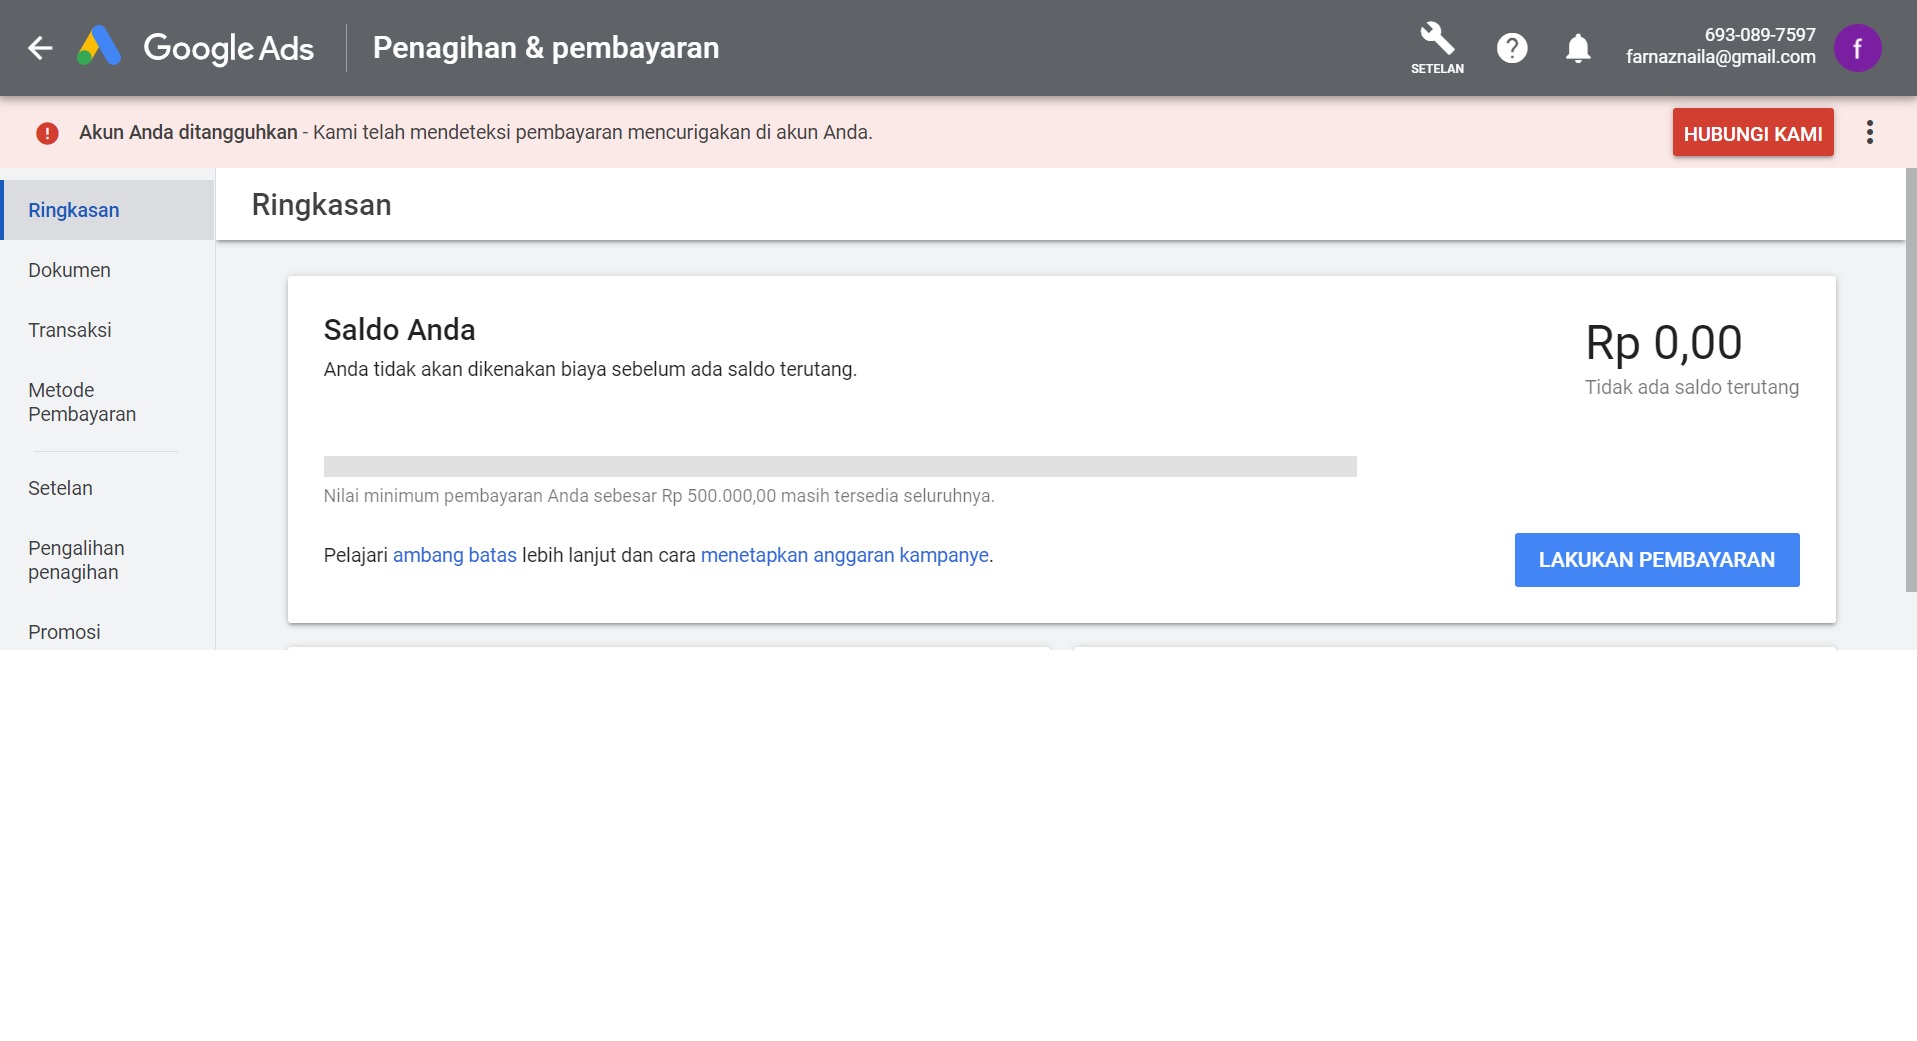 Google Ads
Penagihan & pembayaran
SETELAN
?
693-089-7597
farnaznaila@gmail.com
f
Akun Anda ditangguhkan - Kami telah mendeteksi pembayaran mencurigakan di akun Anda.
HUBUNGI KAMI
Ringkasan
Dokumen
Transaksi
Metode
Pembayaran
Setelan
Pengalihan
penagihan
Promosi
Ringkasan
Saldo Anda
Anda tidak akan dikenakan biaya sebelum ada saldo terutang.
Rp 0,00
Tidak ada saldo terutang
Nilai minimum pembayaran Anda sebesar Rp 500.000,00 masih tersedia seluruhnya.
Pelajari ambang batas lebih lanjut dan cara menetapkan anggaran kampanye.
LAKUKAN PEMBAYARAN